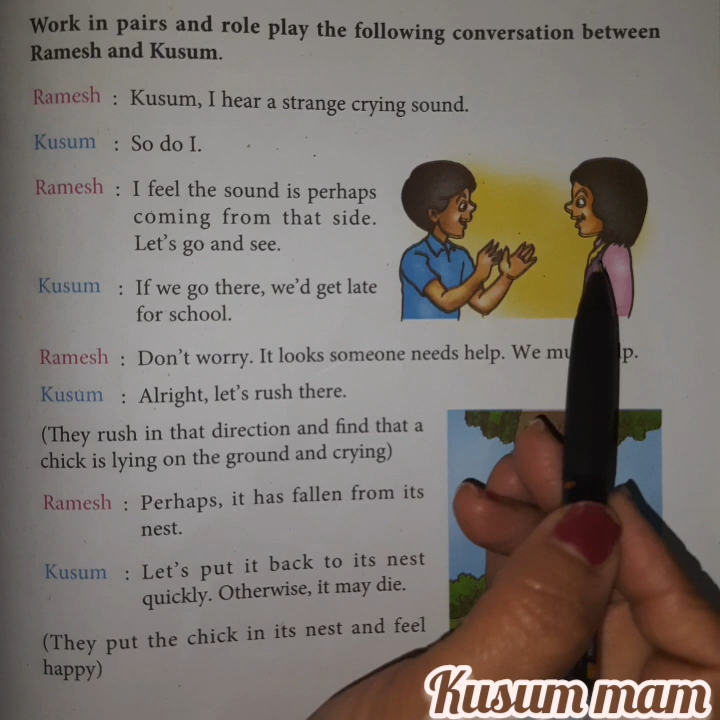 Work in pairs and role play the following conversation between
Ramesh and Kusum.
Ramesh : Kusum, I hear a strange crying sound.
Kusum : So do I.
Ramesh : I feel the sound is perhaps
coming from that side.
Let's go and see.
Kusum : If we go there, we'd get late
for school.
Ramesh : Don't worry. It looks someone needs help. We
Kusum : Alright, let's rush there.
(They rush in that direction and find that a
chick is lying on the ground and crying)
Ramesh : Perhaps, it has fallen from its
nest.
Kusum : Let's put it back to its nest
quickly. Otherwise, it may die.
(They put the chick in its nest and feel
happy)
Kusum mam